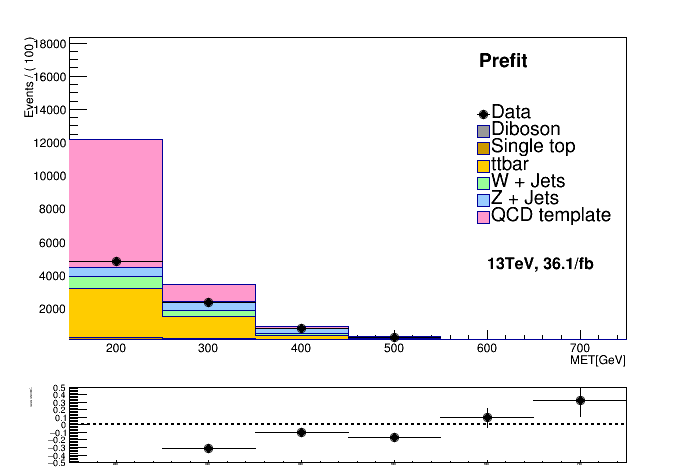 Prefit
Data
Diboson
Single top
ttbar
W + Jets
Z + Jets
QCD template
13TeV, 36.1/fb
Events / ( 100 )
18000
16000
14000
12000
10000
8000
6000
4000
2000
200 300 400 500 600 700
MET[GeV]
0.5
0.4
0.3
0.2
0.1
0
−0.1
−0.2
−0.3
−0.4
−0.5